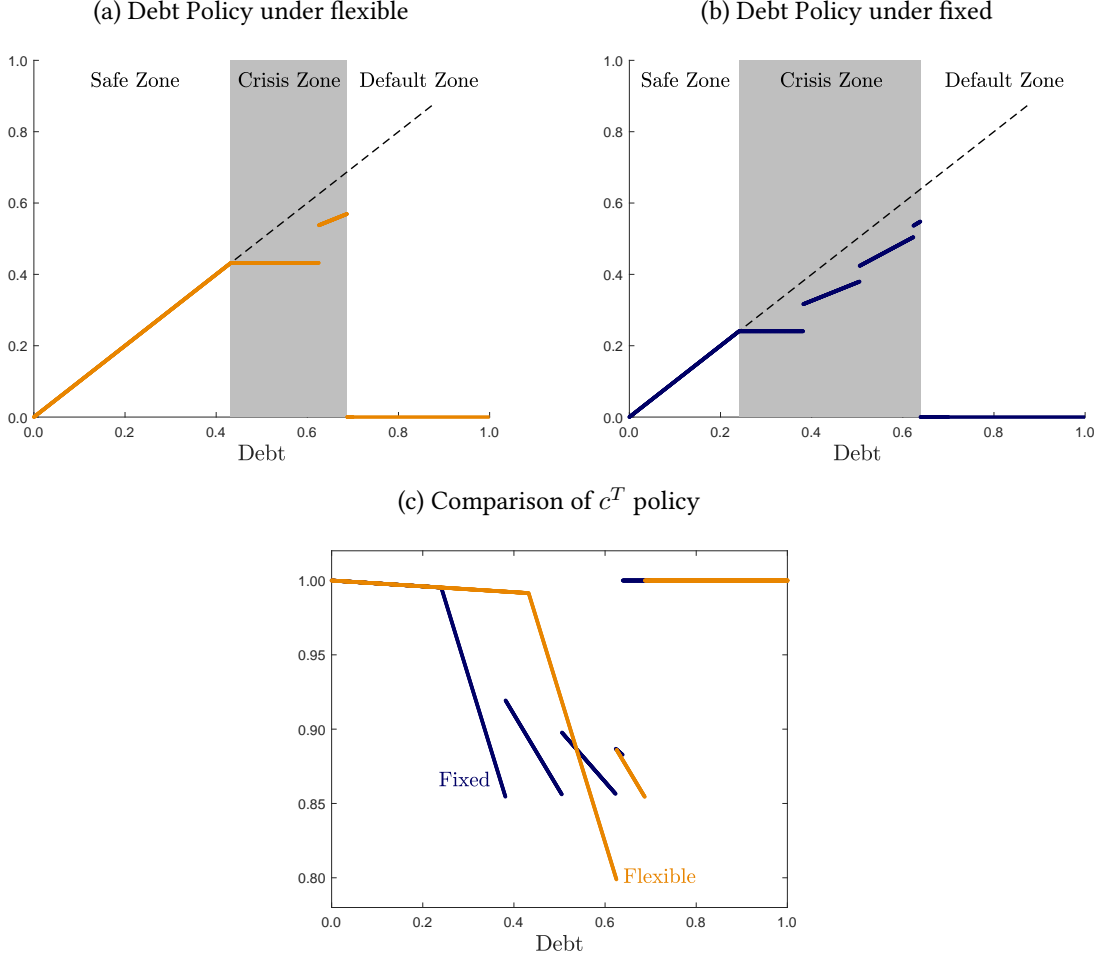 (a) Debt Policy under flexible
1.0
Safe Zone
Crisis Zone
Default Zone
0.8
0.6
0.4
0.2
0.0
0.0 0.2 0.4 0.6 0.8 1.0
Debt
(b) Debt Policy under fixed
1.0
Safe Zone
Crisis Zone
Default Zone
0.8
0.6
0.4
0.2
0.0
0.0 0.2 0.4 0.6 0.8 1.0
Debt
(c) Comparison of c^T policy
1.00
0.95
0.90
0.85
0.80
Fixed
Flexible
0.0 0.2 0.4 0.6 0.8 1.0
Debt